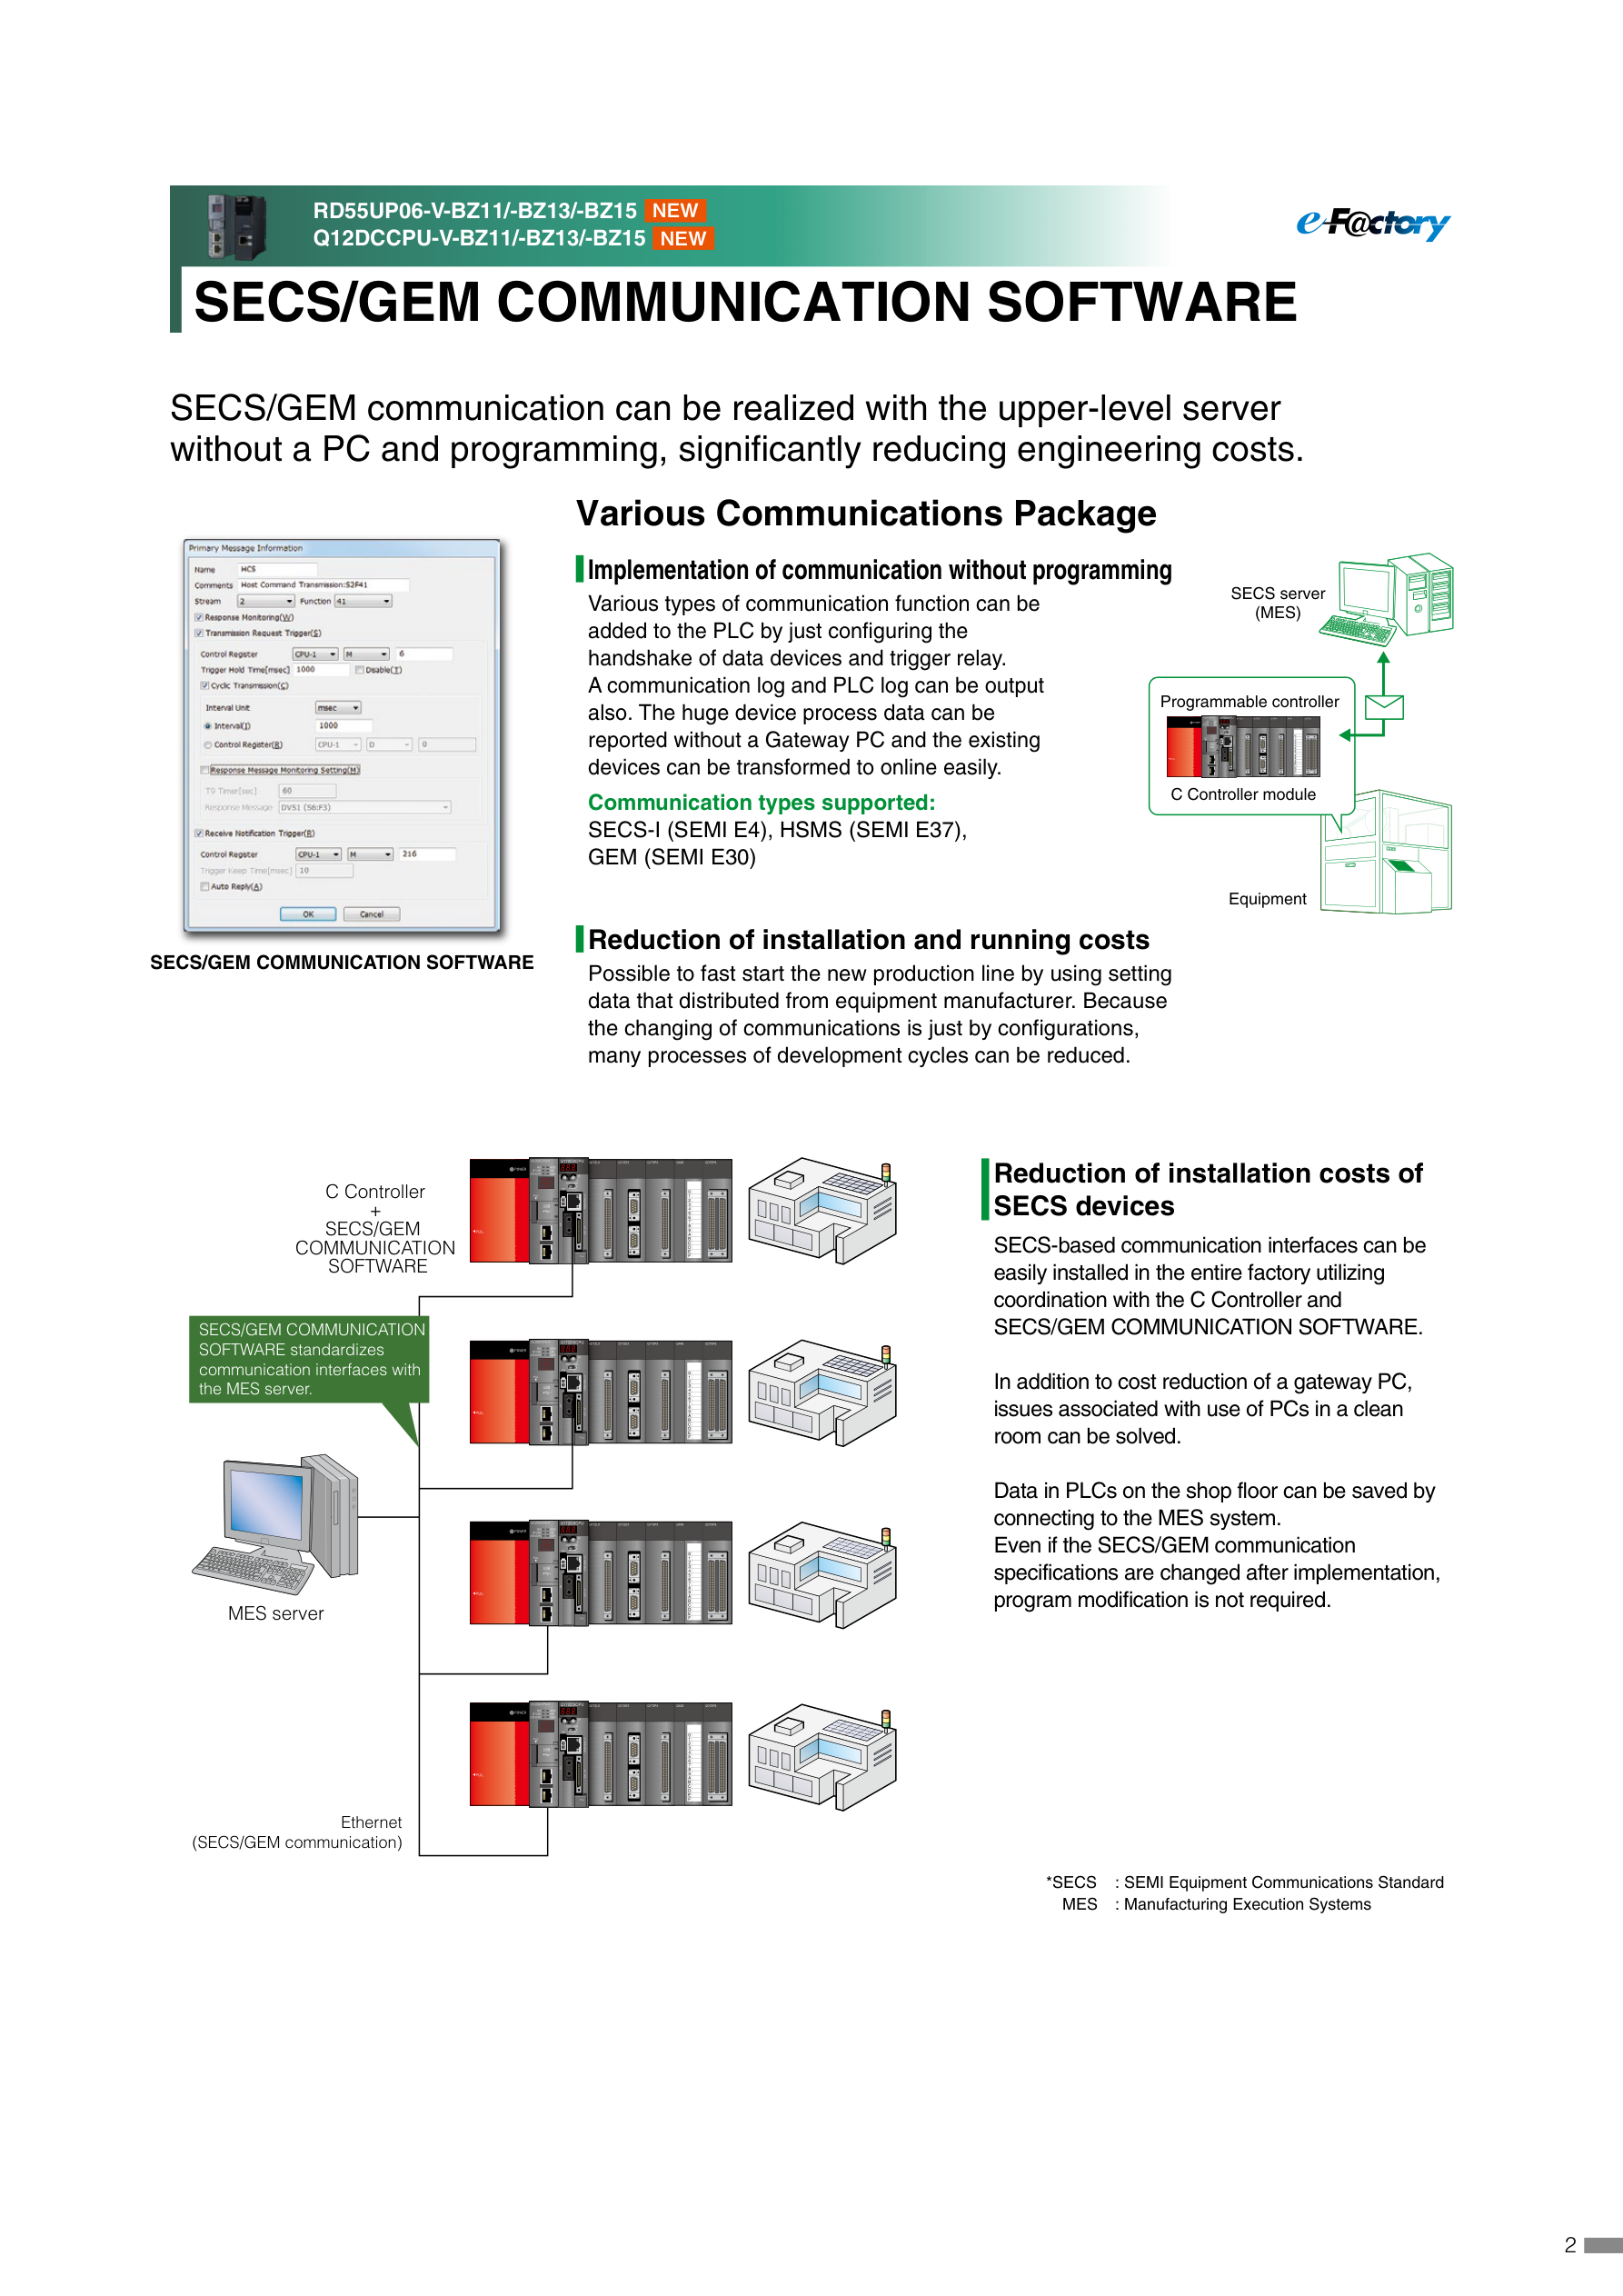 RD55UP06-V-BZ11/-BZ13/-BZ15 NEW
Q12DCCPU-V-BZ11/-BZ13/-BZ15 NEW
e-F@ctory
SECS/GEM COMMUNICATION SOFTWARE
SECS/GEM communication can be realized with the upper-level server
without a PC and programming, significantly reducing engineering costs.
Primary Message Information
Name HCS
Comments Host Command Transmission:S2F41
Stream 2 Function 41
Response Monitoring(W)
Transmission Request Trigger(S)
Control Register CPU-1 M 6
Trigger Hold Time[msec] 1000 Disable(T)
Cyclic Transmission(C)
Interval Unit msec
Interval(I) 1000
Control Register(R) CPU-1 D 0
Response Message Monitoring Setting(M)
T9 Timer[sec] 60
Response Message DVS1 (S6:F3)
Receive Notification Trigger(R)
Control Register CPU-1 M 216
Trigger Keep Time[msec] 10
Auto Reply(A)
OK Cancel
SECS/GEM COMMUNICATION SOFTWARE
Various Communications Package
Implementation of communication without programming
Various types of communication function can be
added to the PLC by just configuring the
handshake of data devices and trigger relay.
A communication log and PLC log can be output
also. The huge device process data can be
reported without a Gateway PC and the existing
devices can be transformed to online easily.
Communication types supported:
SECS-I (SEMI E4), HSMS (SEMI E37),
GEM (SEMI E30)
SECS server
(MES)
Programmable controller
C Controller module
Equipment
Reduction of installation and running costs
Possible to fast start the new production line by using setting
data that distributed from equipment manufacturer. Because
the changing of communications is just by configurations,
many processes of development cycles can be reduced.
C Controller
+
SECS/GEM
COMMUNICATION
SOFTWARE
SECS/GEM COMMUNICATION
SOFTWARE standardizes
communication interfaces with
the MES server.
MES server
Ethernet
(SECS/GEM communication)
Reduction of installation costs of
SECS devices
SECS-based communication interfaces can be
easily installed in the entire factory utilizing
coordination with the C Controller and
SECS/GEM COMMUNICATION SOFTWARE.
In addition to cost reduction of a gateway PC,
issues associated with use of PCs in a clean
room can be solved.
Data in PLCs on the shop floor can be saved by
connecting to the MES system.
Even if the SECS/GEM communication
specifications are changed after implementation,
program modification is not required.
*SECS : SEMI Equipment Communications Standard
MES : Manufacturing Execution Systems
2